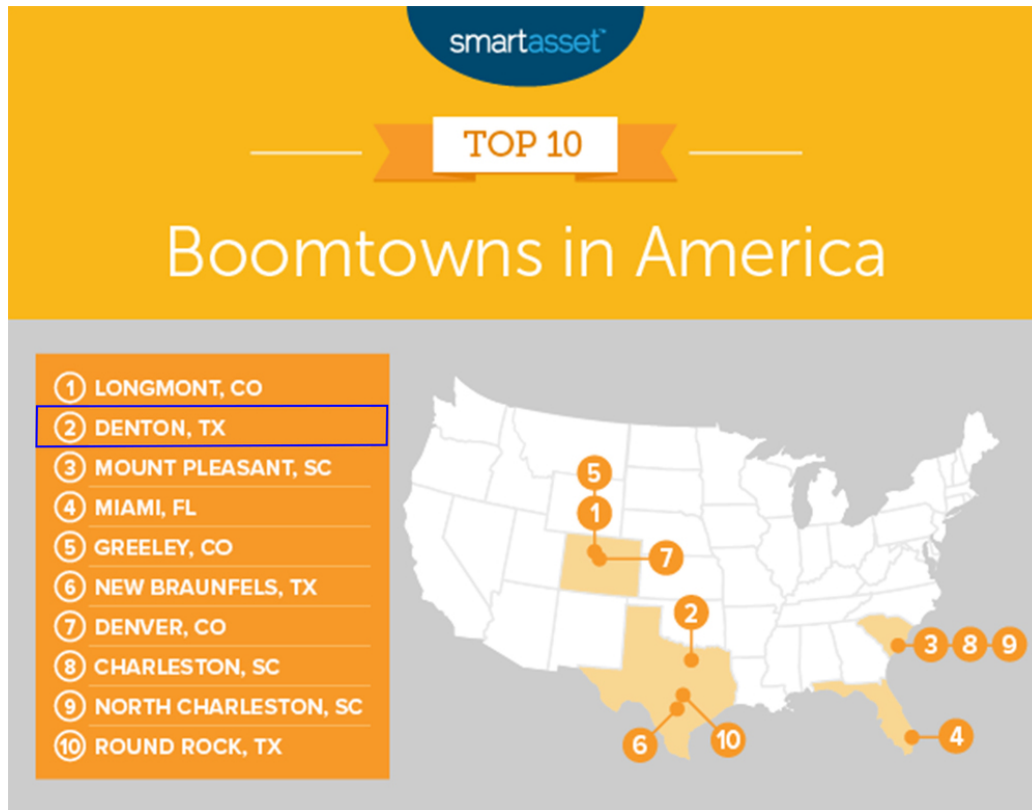 smartasset™
TOP 10
Boomtowns in America
1 LONGMONT, CO
2 DENTON, TX
3 MOUNT PLEASANT, SC
4 MIAMI, FL
5 GREELEY, CO
6 NEW BRAUNFELS, TX
7 DENVER, CO
8 CHARLESTON, SC
9 NORTH CHARLESTON, SC
10 ROUND ROCK, TX
5
1
7
2
3 8 9
6
10
4